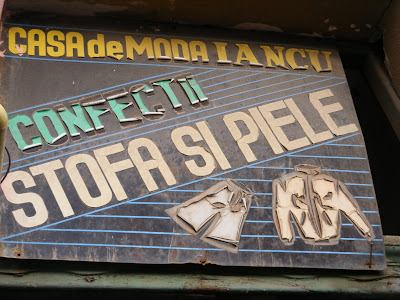 CASA de MODA IANCU
CONFECTII
STOFA SI PIELE